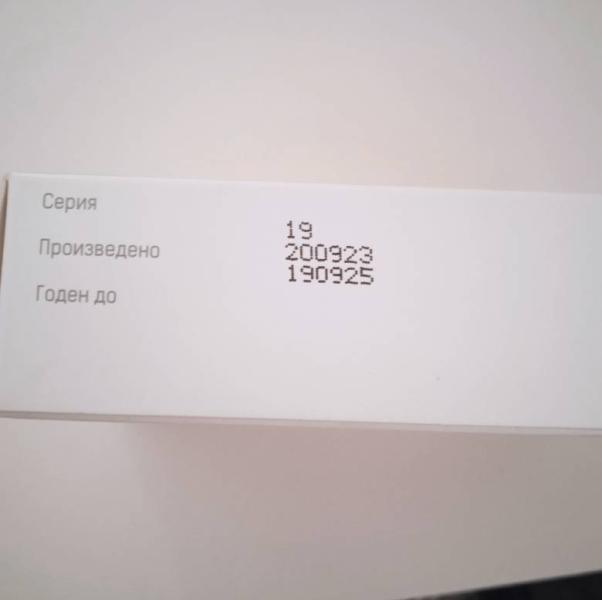 Серия
19
Произведено
200923
Годен до
190925